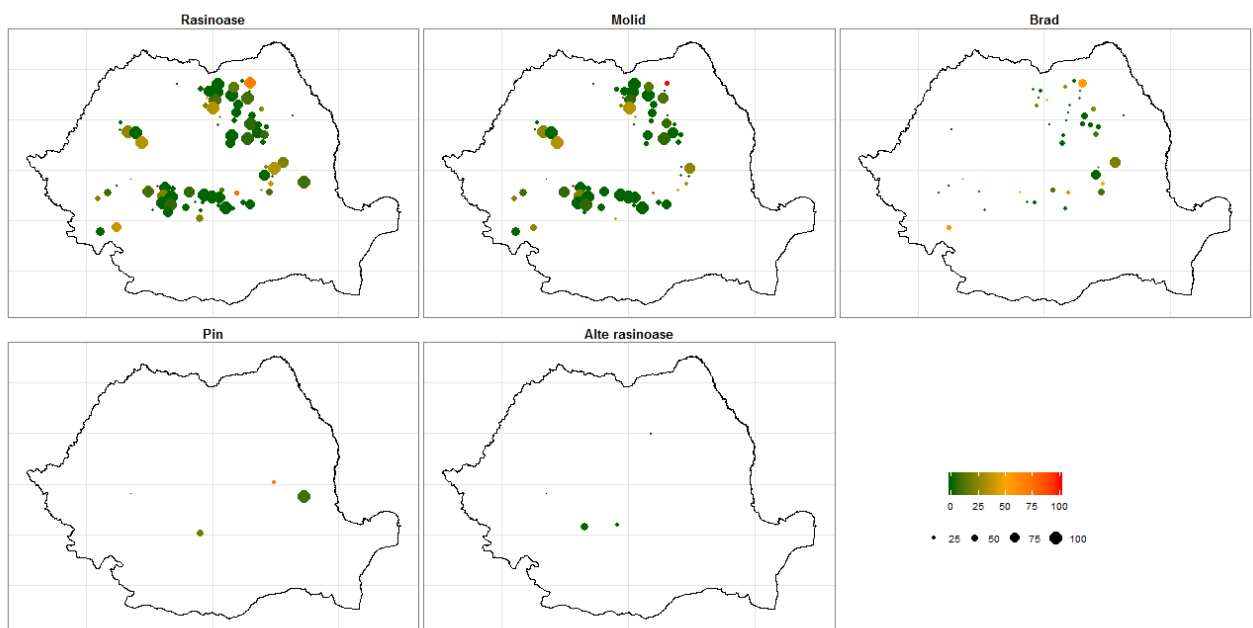 Rasinoase
Molid
Brad
Pin
Alte rasinoase
0 25 50 75 100
25 50 75 100